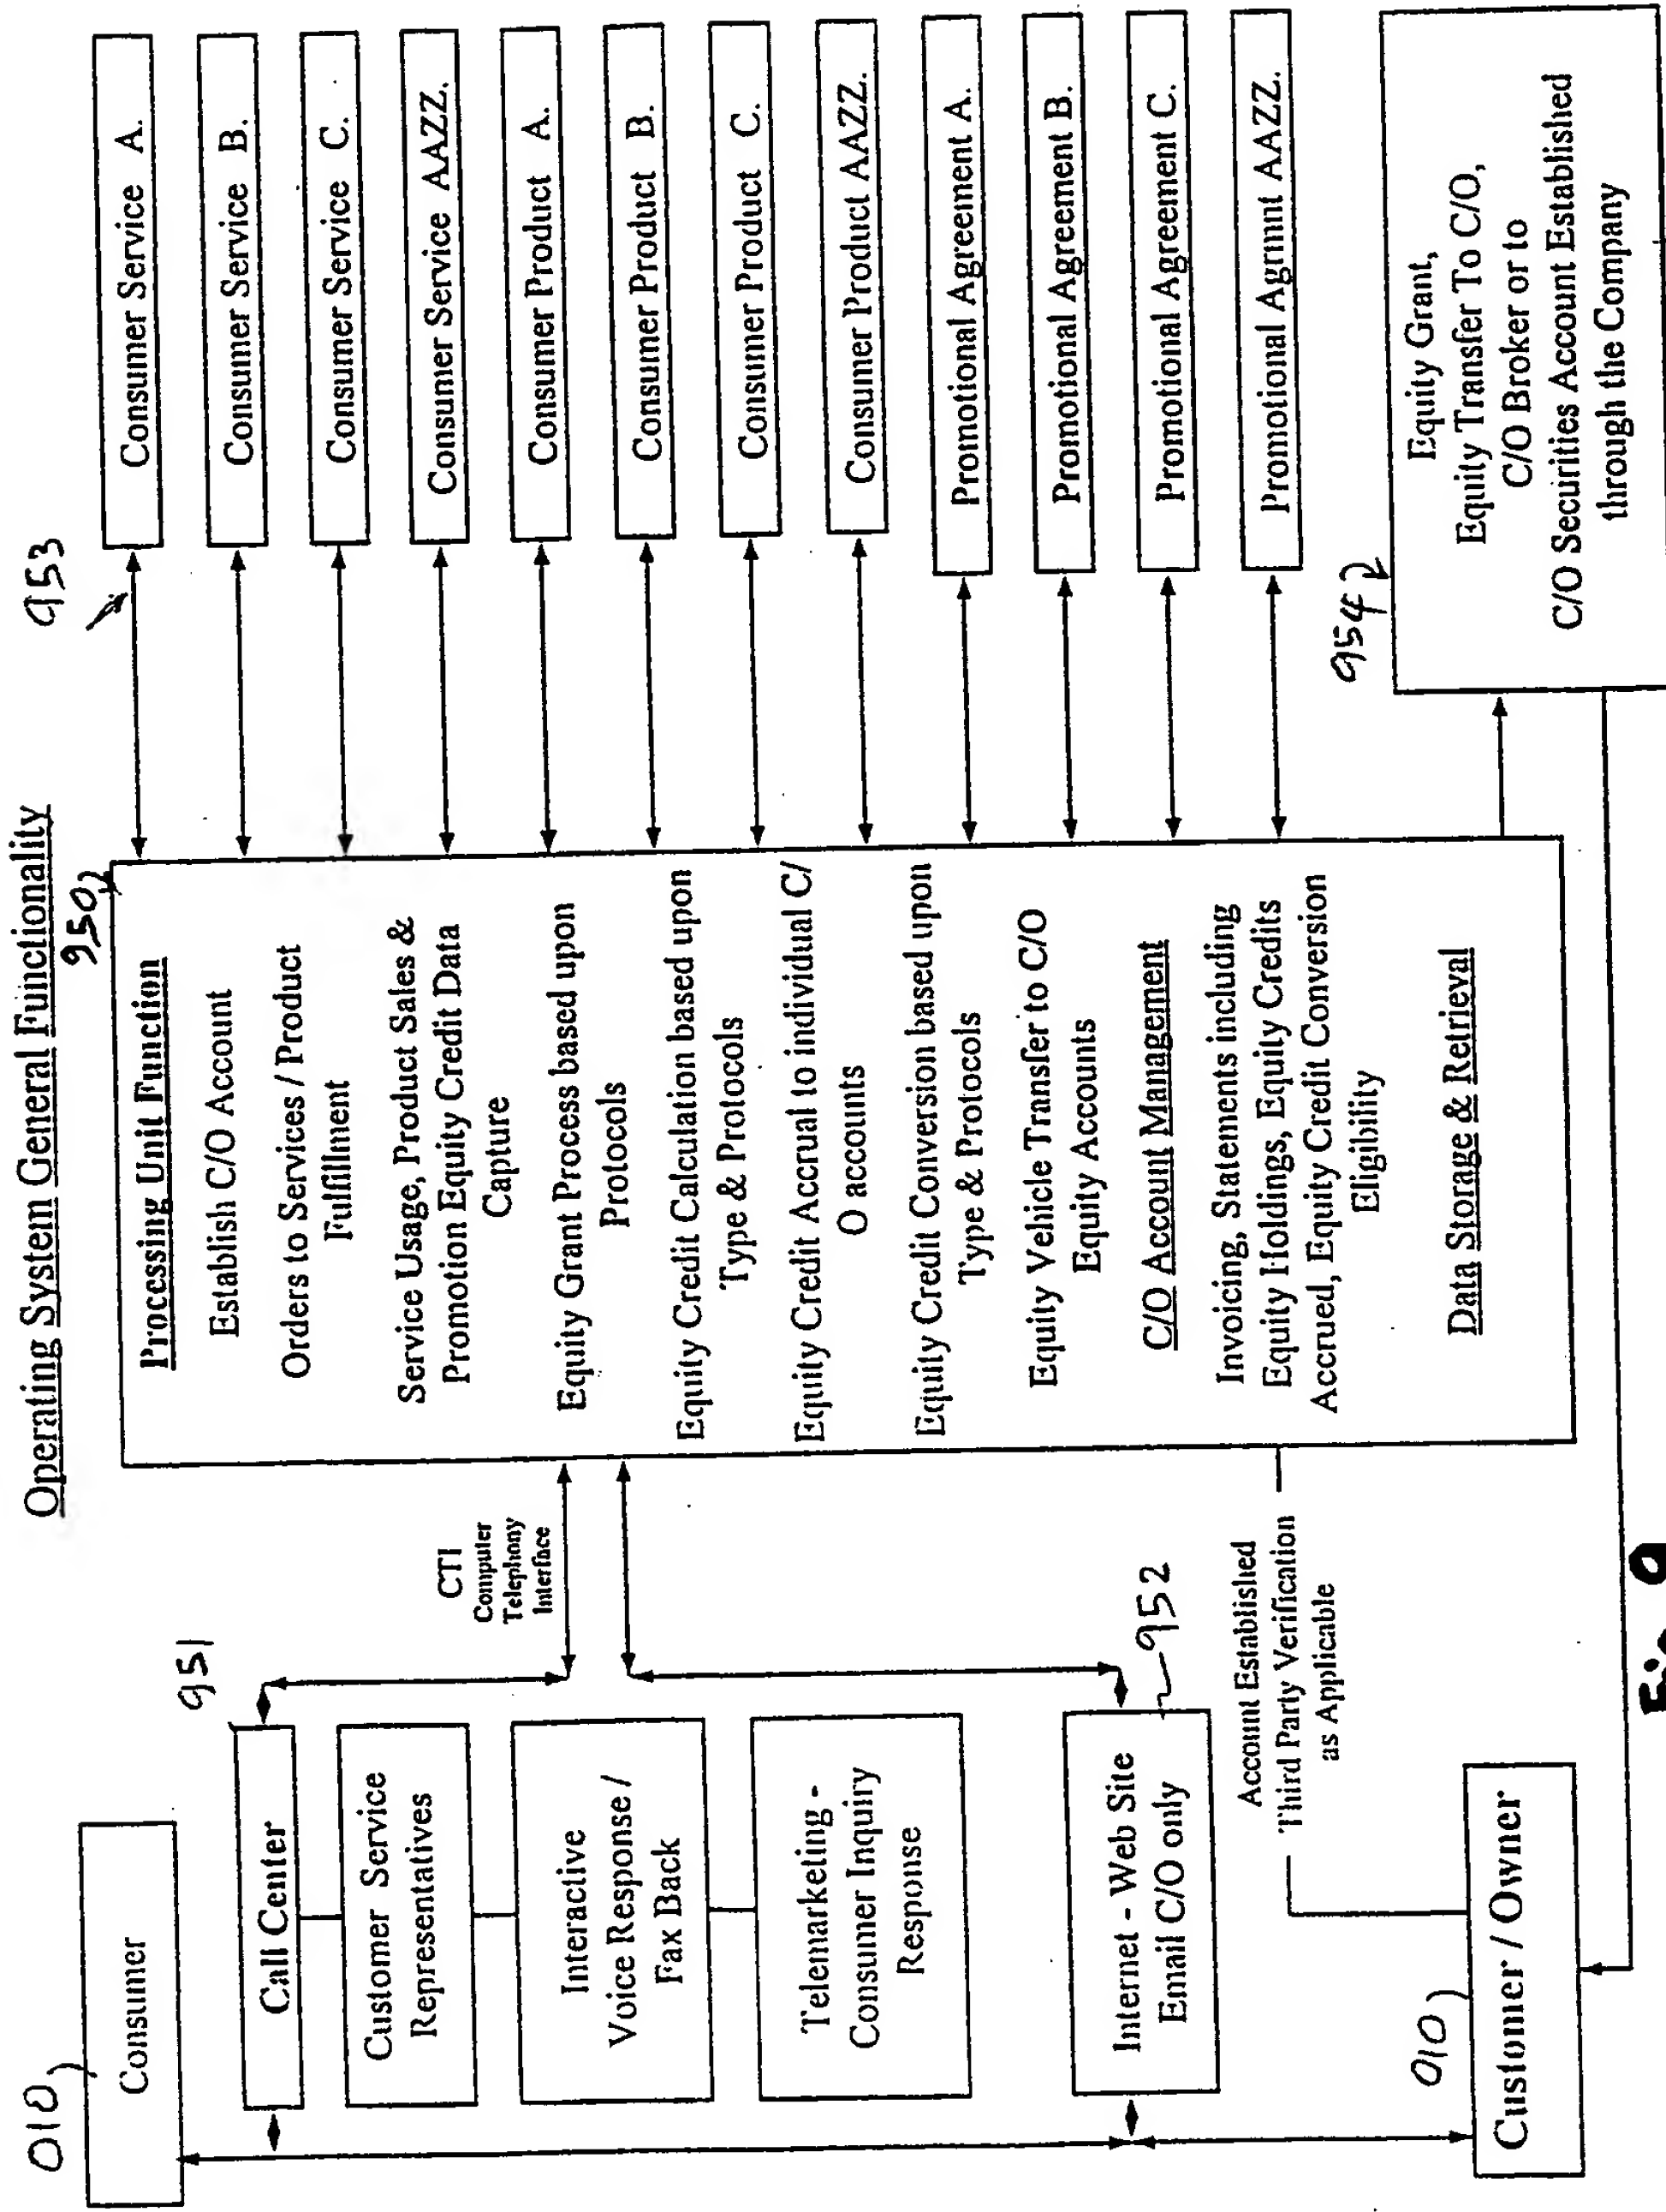 Operating System General Functionality
010
Consumer
951
Call Center
Customer Service
Representatives
Interactive
Voice Response /
Fax Back
Telemarketing -
Consumer Inquiry
Response
Internet - Web Site
Email C/O only
952
010
Customer / Owner
CTI
Computer
Telephony
Interface
Account Established
Third Party Verification
as Applicable
950
Processing Unit Function
Establish C/O Account
Orders to Services / Product
Fulfillment
Service Usage, Product Sales &
Promotion Equity Credit Data
Capture
Equity Grant Process based upon
Protocols
Equity Credit Calculation based upon
Type & Protocols
Equity Credit Accrual to individual C/
O accounts
Equity Credit Conversion based upon
Type & Protocols
Equity Vehicle Transfer to C/O
Equity Accounts
C/O Account Management
Invoicing, Statements including
Equity Holdings, Equity Credits
Accrued, Equity Credit Conversion
Eligibility
Data Storage & Retrieval
953
Consumer Service A.
Consumer Service B.
Consumer Service C.
Consumer Service AAZZ.
Consumer Product A.
Consumer Product B.
Consumer Product C.
Consumer Product AAZZ.
Promotional Agreement A.
Promotional Agreement B.
Promotional Agreement C.
Promotional Agrmnt AAZZ.
954
Equity Grant,
Equity Transfer To C/O,
C/O Broker or to
C/O Securities Account Established
through the Company